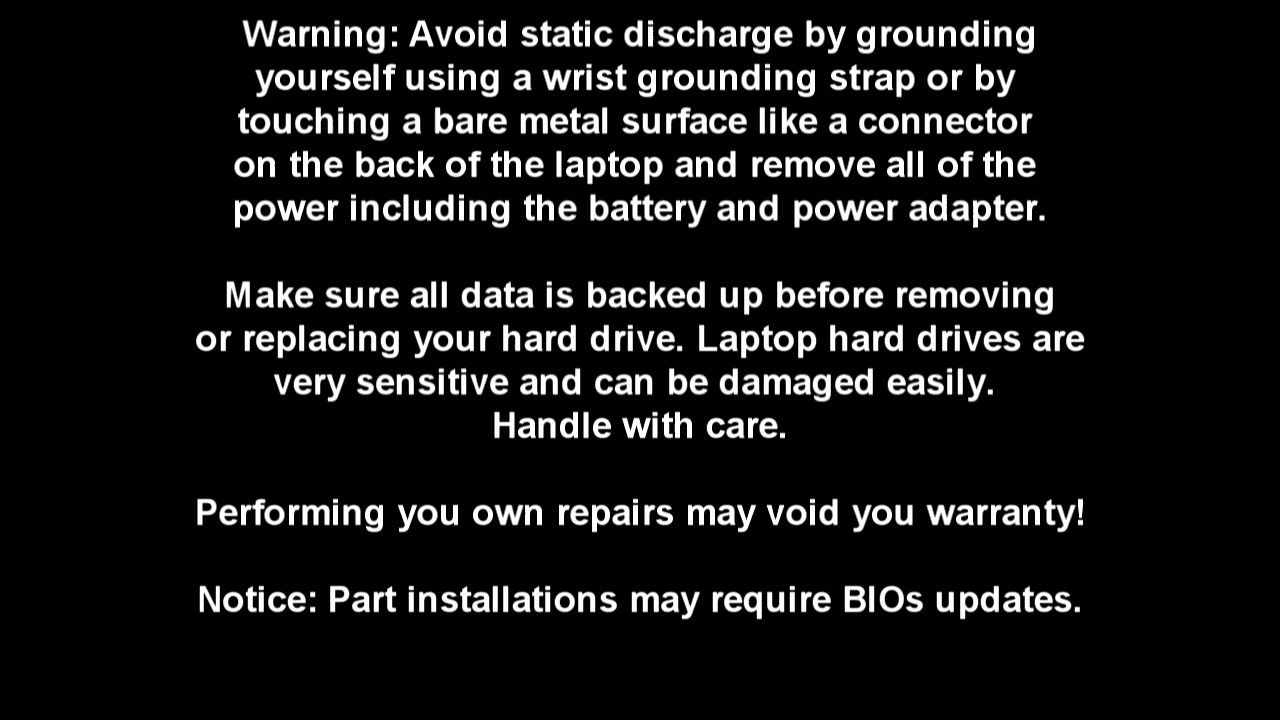 Warning: Avoid static discharge by grounding
yourself using a wrist grounding strap or by
touching a bare metal surface like a connector
on the back of the laptop and remove all of the
power including the battery and power adapter.
Make sure all data is backed up before removing
or replacing your hard drive. Laptop hard drives are
very sensitive and can be damaged easily.
Handle with care.
Performing you own repairs may void you warranty!
Notice: Part installations may require BIOs updates.